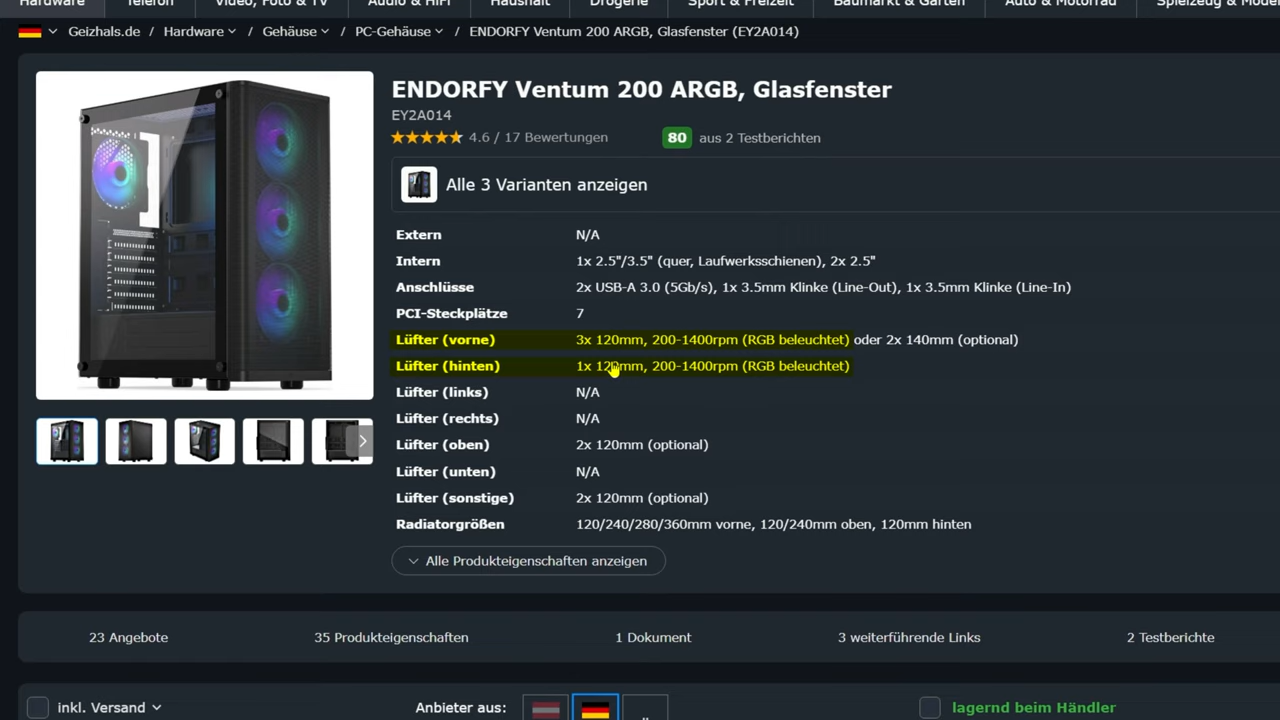 Hardware
Telefon
Video, Foto & TV
Audio & HIFI
Haushalt
Drogerie
Sport & Freizeit
Baumarkt & Garten
Auto & Motorrad
Spielzeug & Mode
Geizhals.de / Hardware / Gehäuse / PC-Gehäuse / ENDORFY Ventum 200 ARGB, Glasfenster (EY2A014)
ENDORFY Ventum 200 ARGB, Glasfenster
EY2A014
4.6 / 17 Bewertungen
80 aus 2 Testberichten
Alle 3 Varianten anzeigen
Extern N/A
Intern 1x 2.5"/3.5" (quer, Laufwerksschienen), 2x 2.5"
Anschlüsse 2x USB-A 3.0 (5Gb/s), 1x 3.5mm Klinke (Line-Out), 1x 3.5mm Klinke (Line-In)
PCI-Steckplätze 7
Lüfter (vorne) 3x 120mm, 200-1400rpm (RGB beleuchtet) oder 2x 140mm (optional)
Lüfter (hinten) 1x 120mm, 200-1400rpm (RGB beleuchtet)
Lüfter (links) N/A
Lüfter (rechts) N/A
Lüfter (oben) 2x 120mm (optional)
Lüfter (unten) N/A
Lüfter (sonstige) 2x 120mm (optional)
Radiatorgrößen 120/240/280/360mm vorne, 120/240mm oben, 120mm hinten
Alle Produkteigenschaften anzeigen
23 Angebote
35 Produkteigenschaften
1 Dokument
3 weiterführende Links
2 Testberichte
inkl. Versand
Anbieter aus:
lagernd beim Händler